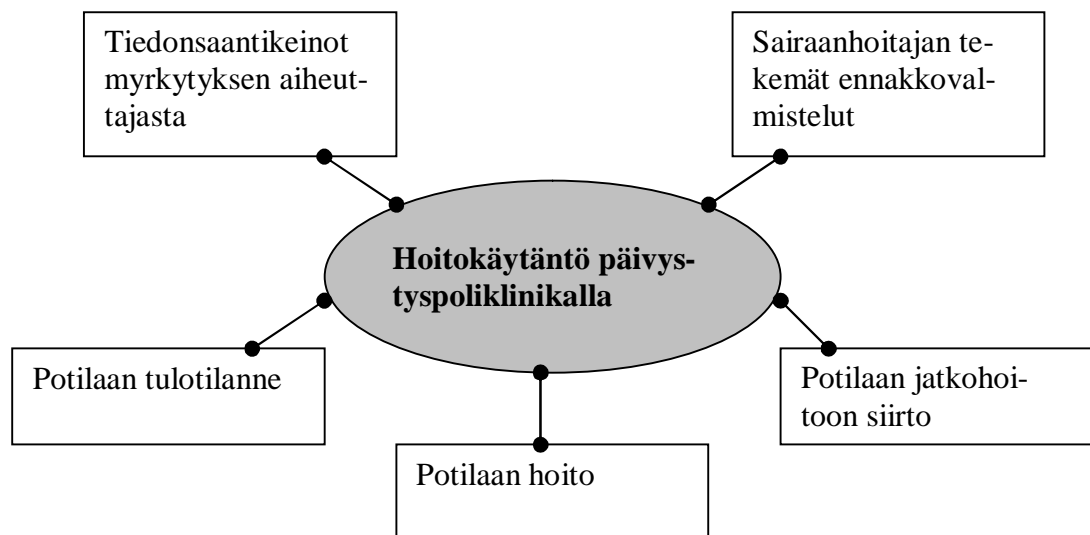 Tiedonsaantikeinot
myrkytyksen aiheut-
tajasta
Sairaanhoitajan te-
kemät ennakkoval-
mistelut
Hoitokäytäntö päivys-
tyspoliklinikalla
Potilaan tulotilanne
Potilaan jatkohoi-
toon siirto
Potilaan hoito